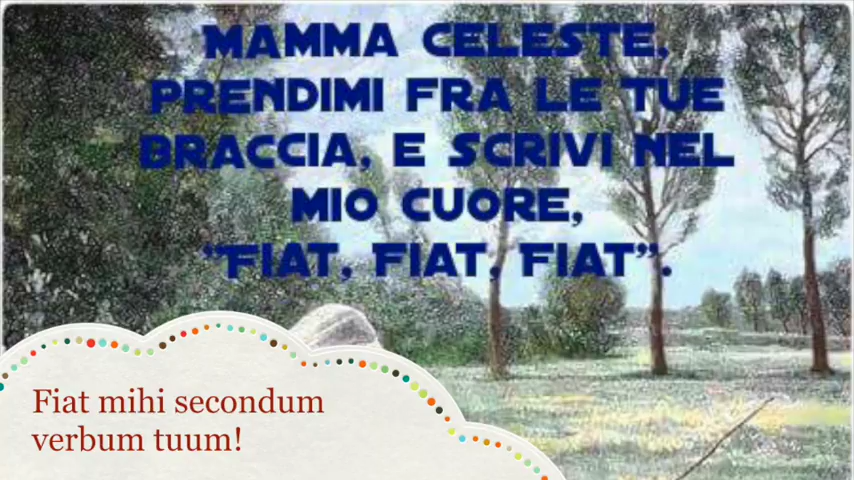 MAMMA CELESTE,
PRENDIMI FRA LE TUE
BRACCIA, E SCRIVI NEL
MIO CUORE,
"FIAT, FIAT, FIAT".
Fiat mihi secondum
verbum tuum!